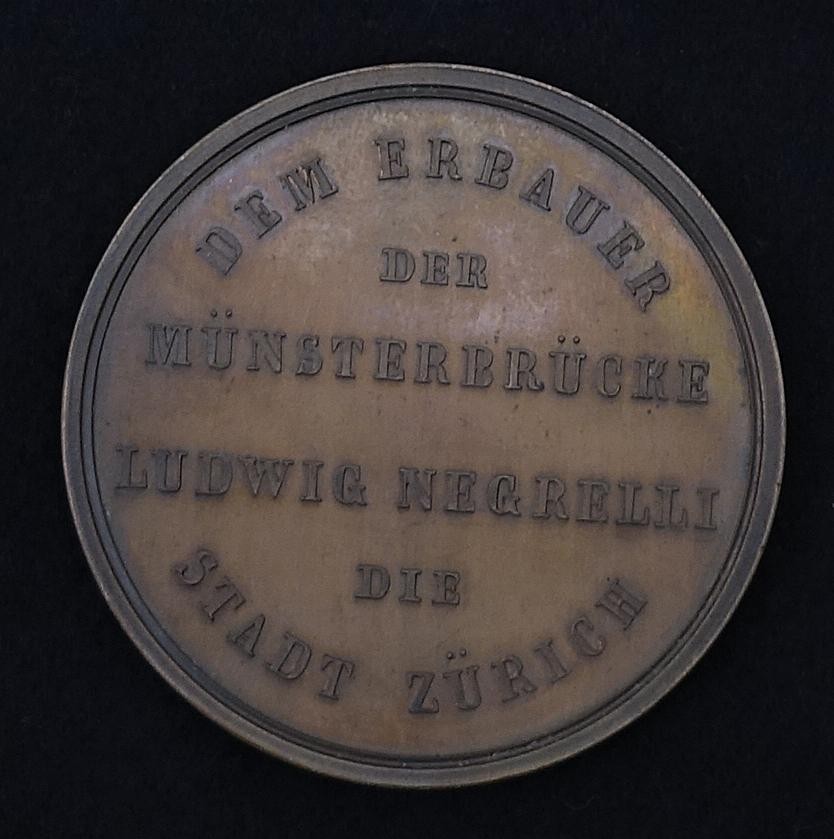 DEM ERBAUER
DER
MÜNSTERBRÜCKE
LUDWIG NEGRELLI
DIE
STADT ZÜRICH